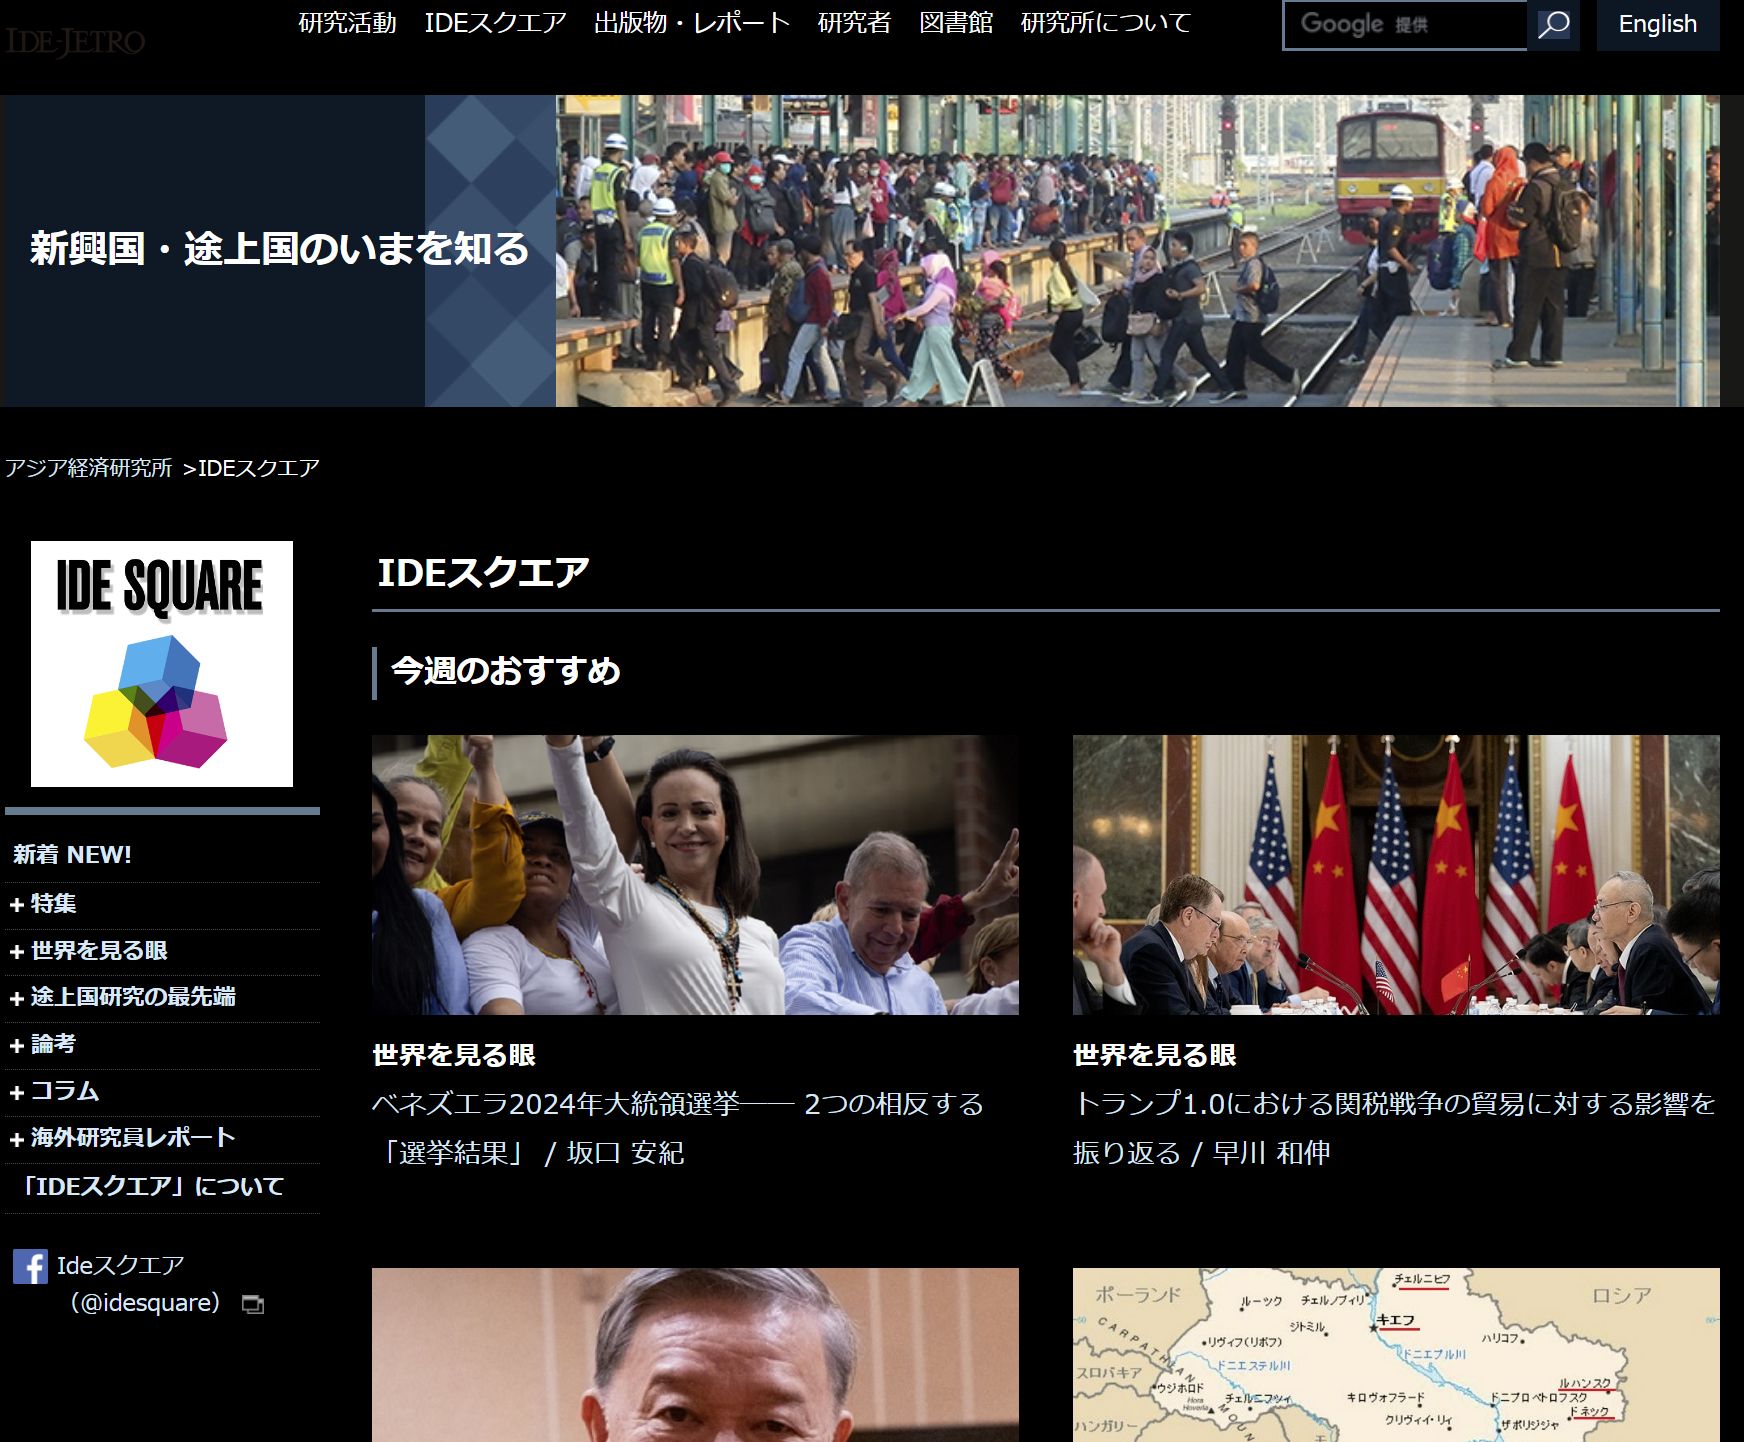 IDE-JETRO
研究活動 IDEスクエア 出版物・レポート 研究者 図書館 研究所について
Google 提供
English
新興国・途上国のいまを知る
アジア経済研究所 >IDEスクエア
IDE SQUARE
新着 NEW!
+ 特集
+ 世界を見る眼
+ 途上国研究の最先端
+ 論考
+ コラム
+ 海外研究員レポート
「IDEスクエア」について
f Ideスクエア
（@idesquare）
IDEスクエア
今週のおすすめ
世界を見る眼
ベネズエラ2024年大統領選挙―― 2つの相反する
「選挙結果」 / 坂口 安紀
世界を見る眼
トランプ1.0における関税戦争の貿易に対する影響を
振り返る / 早川 和伸
ポーランド
チェルニヒフ
ロシア
ルーツク
チェルノブイリ
キエフ
ジトミル
ハリコフ
リヴィフ(リボフ)
CARPATHIAN
ドニエプル川
ドニエステル川
スロバキア
ウジホロド
Hora
Hoverla
チェルニフツィ
キロヴォフラード
ルハンスク
ドニプロペトロフスク
ドネツク
クリヴィイ・リィ
ザポリジジャ
ハンガリー
MOUN
モ